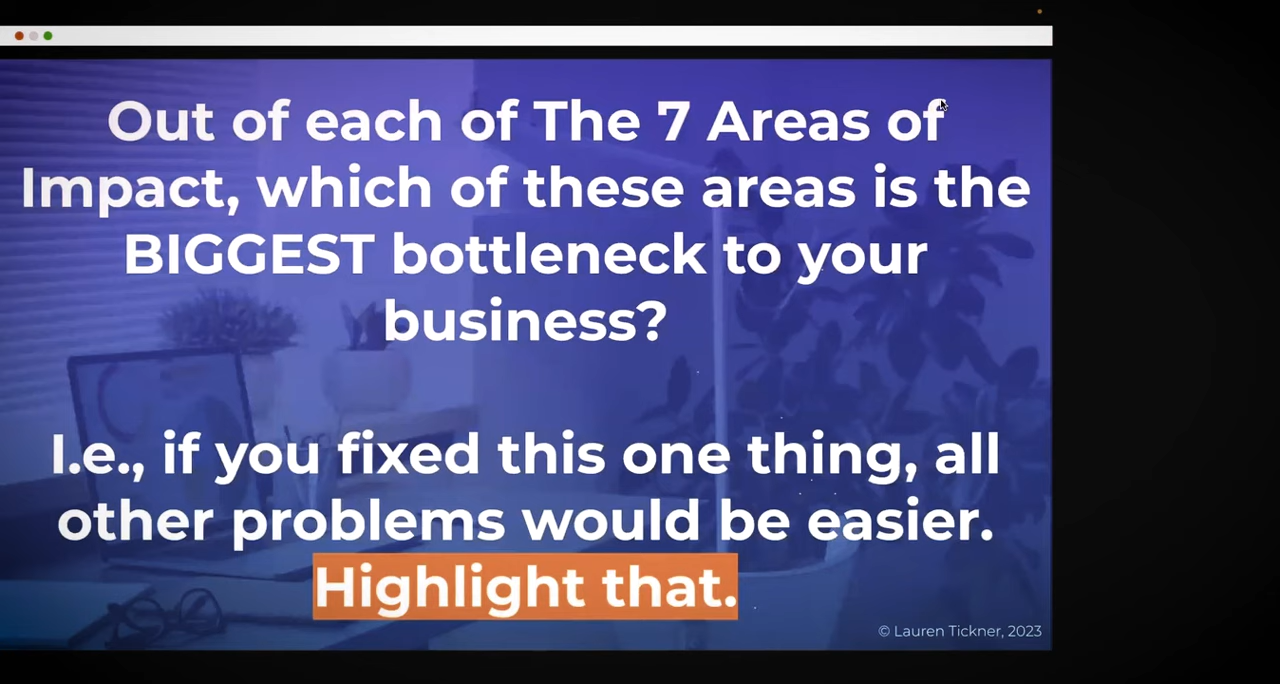 Out of each of The 7 Areas of
Impact, which of these areas is the
BIGGEST bottleneck to your
business?
I.e., if you fixed this one thing, all
other problems would be easier.
Highlight that.
© Lauren Tickner, 2023